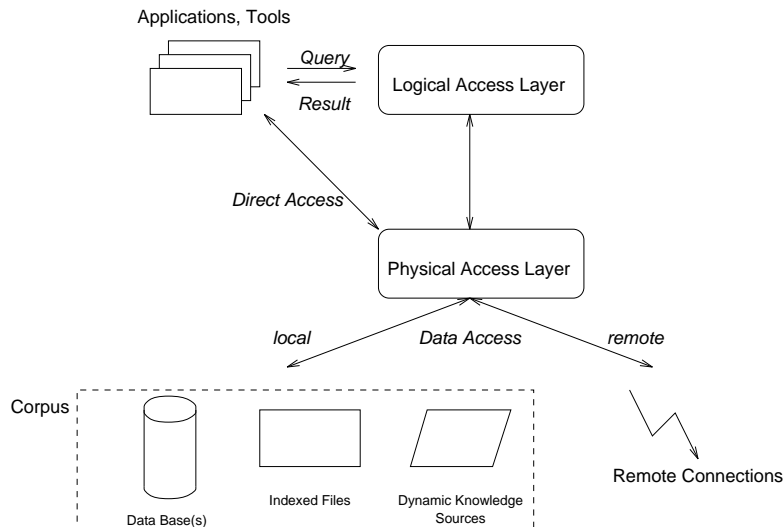 Applications, Tools
Query
Result
Logical Access Layer
Direct Access
Physical Access Layer
local
Data Access
remote
Corpus
Data Base(s)
Indexed Files
Dynamic Knowledge
Sources
Remote Connections